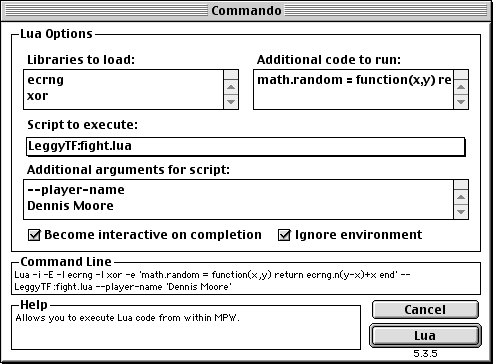 Commando
Lua Options
Libraries to load:
ecrng
xor
Additional code to run:
math.random = function(x,y) re
Script to execute:
LeggyTF:fight.lua
Additional arguments for script:
--player-name
Dennis Moore
Become interactive on completion
Ignore environment
Command Line
Lua -i -E -l ecrng -l xor -e 'math.random = function(x,y) return ecrng.n(y-x)+x end' --
LeggyTF:fight.lua --player-name 'Dennis Moore'
Help
Allows you to execute Lua code from within MPW.
Cancel
Lua
5.3.5